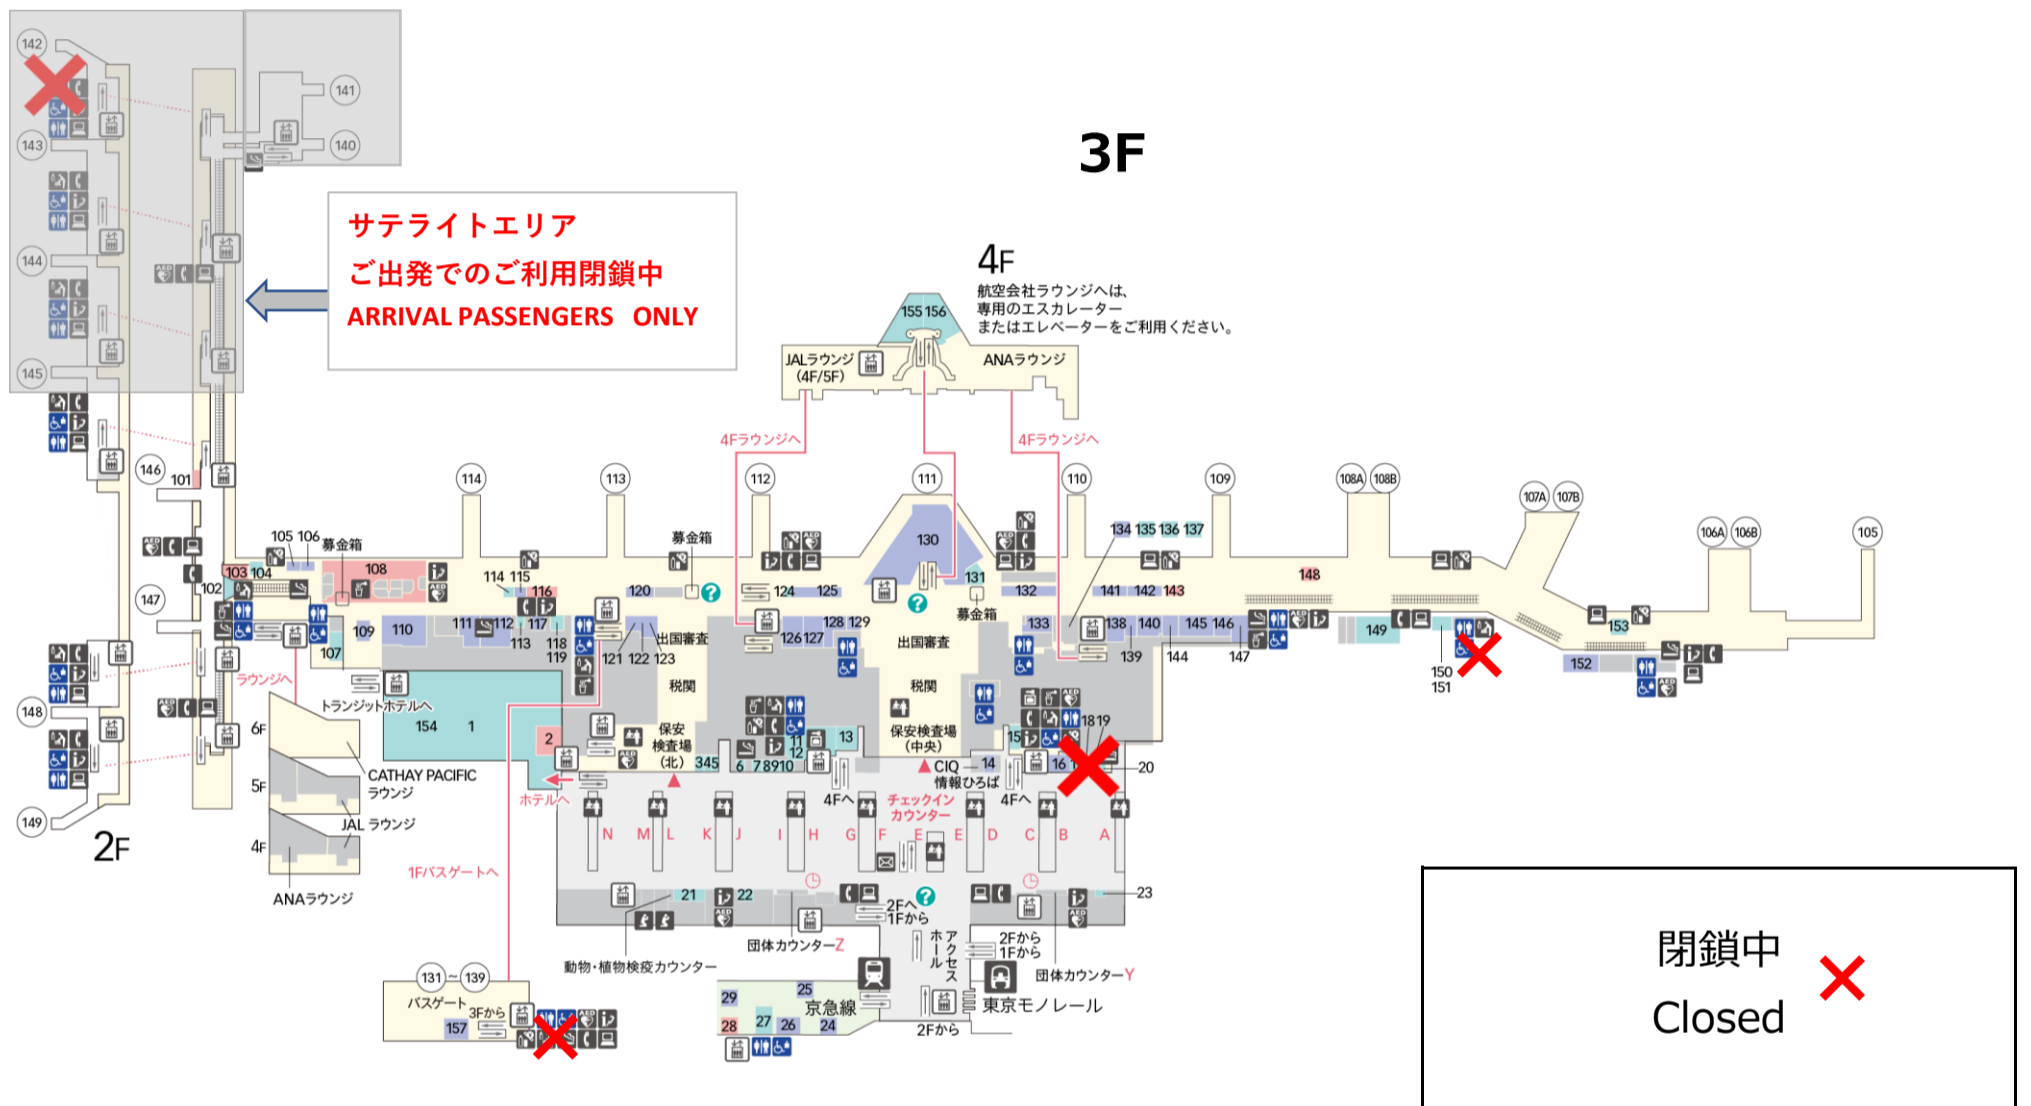 142
141
143
140
3F
サテライトエリア
ご出発でのご利用閉鎖中
ARRIVAL PASSENGERS ONLY
144
145
4F
航空会社ラウンジへは、
専用のエスカレーター
またはエレベーターをご利用ください。
155 156
JALラウンジ
(4F/5F)
ANAラウンジ
4Fラウンジへ
4Fラウンジへ
146
101
114
113
112
111
110
109
108A
108B
107A
107B
106A
106B
105
105 106
募金箱
募金箱
134 135 136 137
130
103 104
108
114 115
116
120
124
125
131
募金箱
132
141 142 143
148
102
147
109
110
111
112
113
117
118
119
121 122 123
出国審査
126 127
128 129
出国審査
133
138
140
145 146
139
144
147
149
150
151
153
152
107
ラウンジへ
トランジットホテルへ
税関
税関
148
6F
154
1
2
保安
検査場
(北)
345
6
7 8 9 10
11
12
13
保安検査場
(中央)
CIQ
情報ひろば
14
15
16
18 19
20
CATHAY PACIFIC
ラウンジ
5F
ホテルへ
4Fへ
4Fへ
チェックイン
カウンター
JAL ラウンジ
149
2F
4F
N M L K J I H G F E E D C B A
1Fバスゲートへ
ANAラウンジ
21
22
23
2Fへ
1Fから
団体カウンターZ
動物・植物検疫カウンター
アクセス
ホール
2Fから
1Fから
団体カウンターY
131 ~ 139
バスゲート
3Fから
157
29
25
京急線
28
27
26
24
東京モノレール
2Fから
閉鎖中
Closed